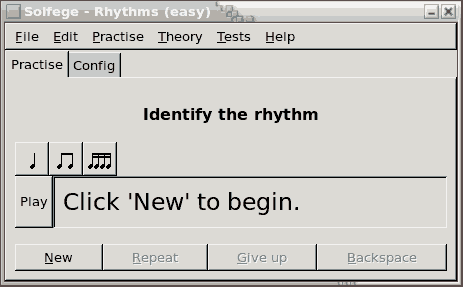 Solfege - Rhythms (easy)
File Edit Practise Theory Tests Help
Practise Config
Identify the rhythm
Play Click 'New' to begin.
New Repeat Give up Backspace